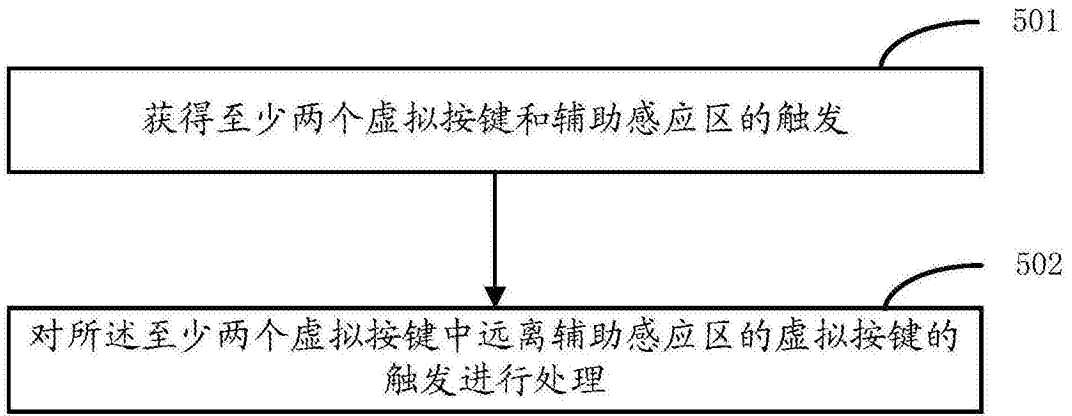 501
获得至少两个虚拟按键和辅助感应区的触发
502
对所述至少两个虚拟按键中远离辅助感应区的虚拟按键的
触发进行处理